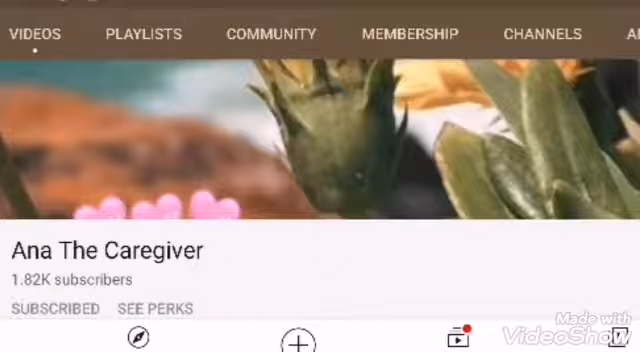 VIDEOS PLAYLISTS COMMUNITY MEMBERSHIP CHANNELS
Ana The Caregiver
1.82K subscribers
SUBSCRIBED SEE PERKS
Made with
VideoShow